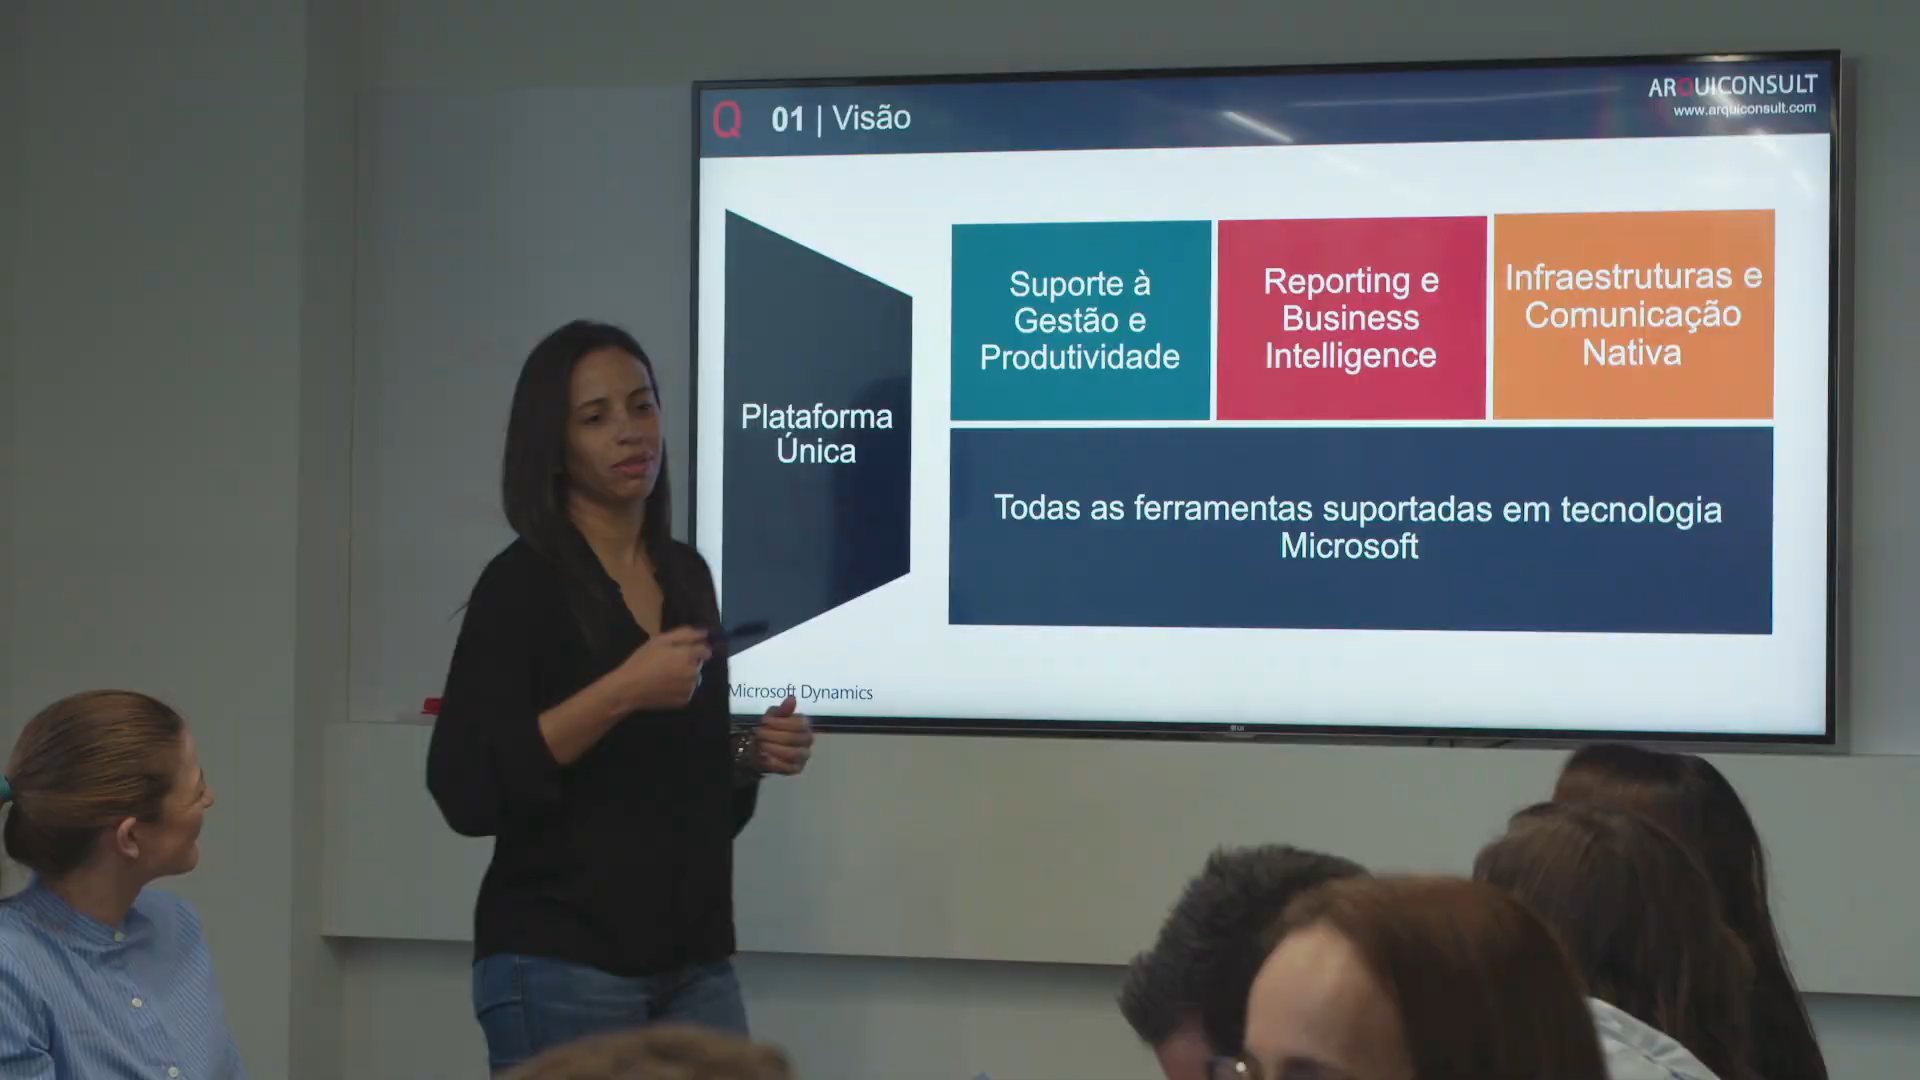 Q 01 | Visão
ARQUICONSULT
www.arquiconsult.com
Plataforma
Única
Suporte à
Gestão e
Produtividade
Reporting e
Business
Intelligence
Infraestruturas e
Comunicação
Nativa
Todas as ferramentas suportadas em tecnologia
Microsoft
Microsoft Dynamics
LG